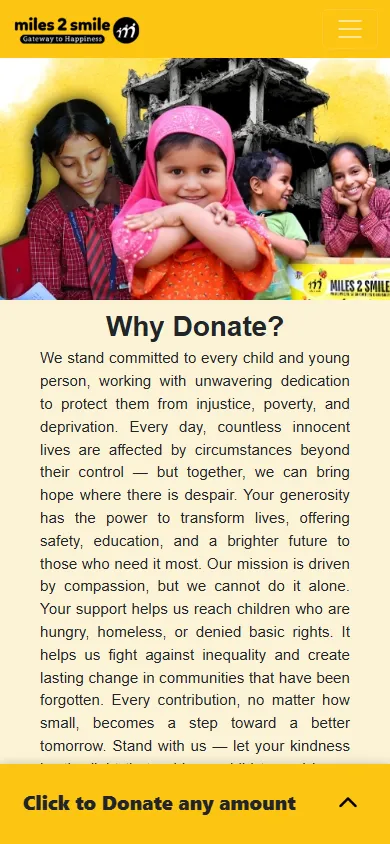 miles 2 smile
Gateway to Happiness
MILES 2 SMILE
Why Donate?
We stand committed to every child and young
person, working with unwavering dedication
to protect them from injustice, poverty, and
deprivation. Every day, countless innocent
lives are affected by circumstances beyond
their control — but together, we can bring
hope where there is despair. Your generosity
has the power to transform lives, offering
safety, education, and a brighter future to
those who need it most. Our mission is driven
by compassion, but we cannot do it alone.
Your support helps us reach children who are
hungry, homeless, or denied basic rights. It
helps us fight against inequality and create
lasting change in communities that have been
forgotten. Every contribution, no matter how
small, becomes a step toward a better
tomorrow. Stand with us — let your kindness
Click to Donate any amount